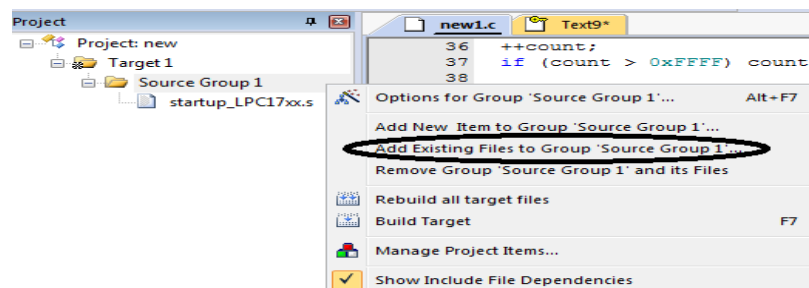 Project
new1.c Text9*
Project: new
36 ++count;
Target 1
37 if (count > 0xFFFF) count
Source Group 1
38
startup_LPC17xx.s
Options for Group 'Source Group 1'... Alt+F7
Add New Item to Group 'Source Group 1'...
Add Existing Files to Group 'Source Group 1'...
Remove Group 'Source Group 1' and its Files
Rebuild all target files
Build Target F7
Manage Project Items...
Show Include File Dependencies